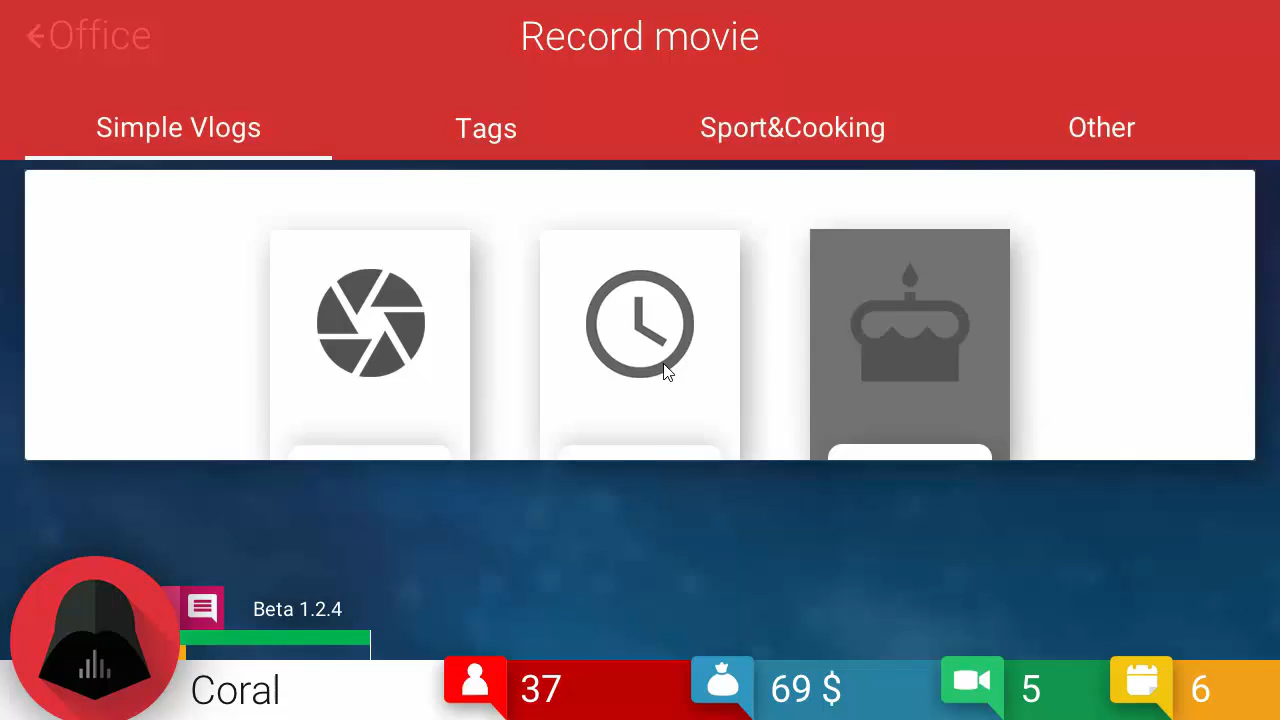 Office
Record movie
Simple Vlogs
Tags
Sport&Cooking
Other
Beta 1.2.4
Coral
37
69 $
5
6